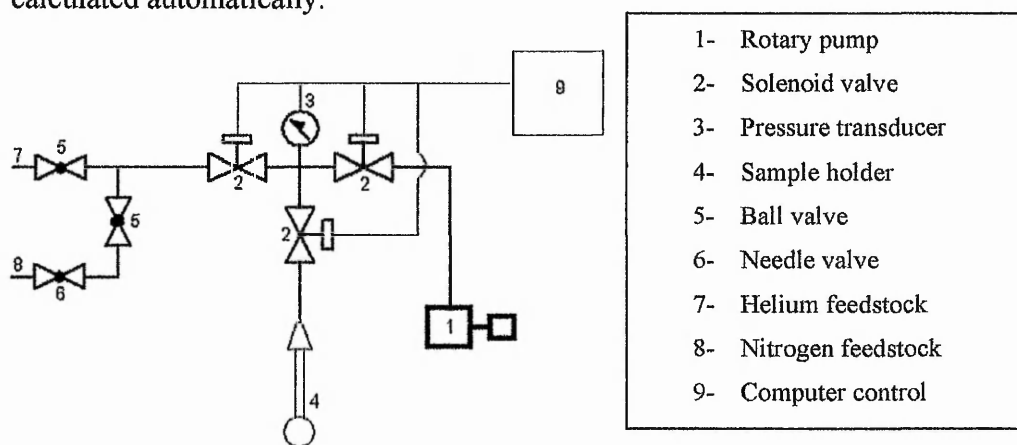 calculated automatically.
3
9
7
5
2
2
5
2
8
6
1
4
1- Rotary pump
2- Solenoid valve
3- Pressure transducer
4- Sample holder
5- Ball valve
6- Needle valve
7- Helium feedstock
8- Nitrogen feedstock
9- Computer control